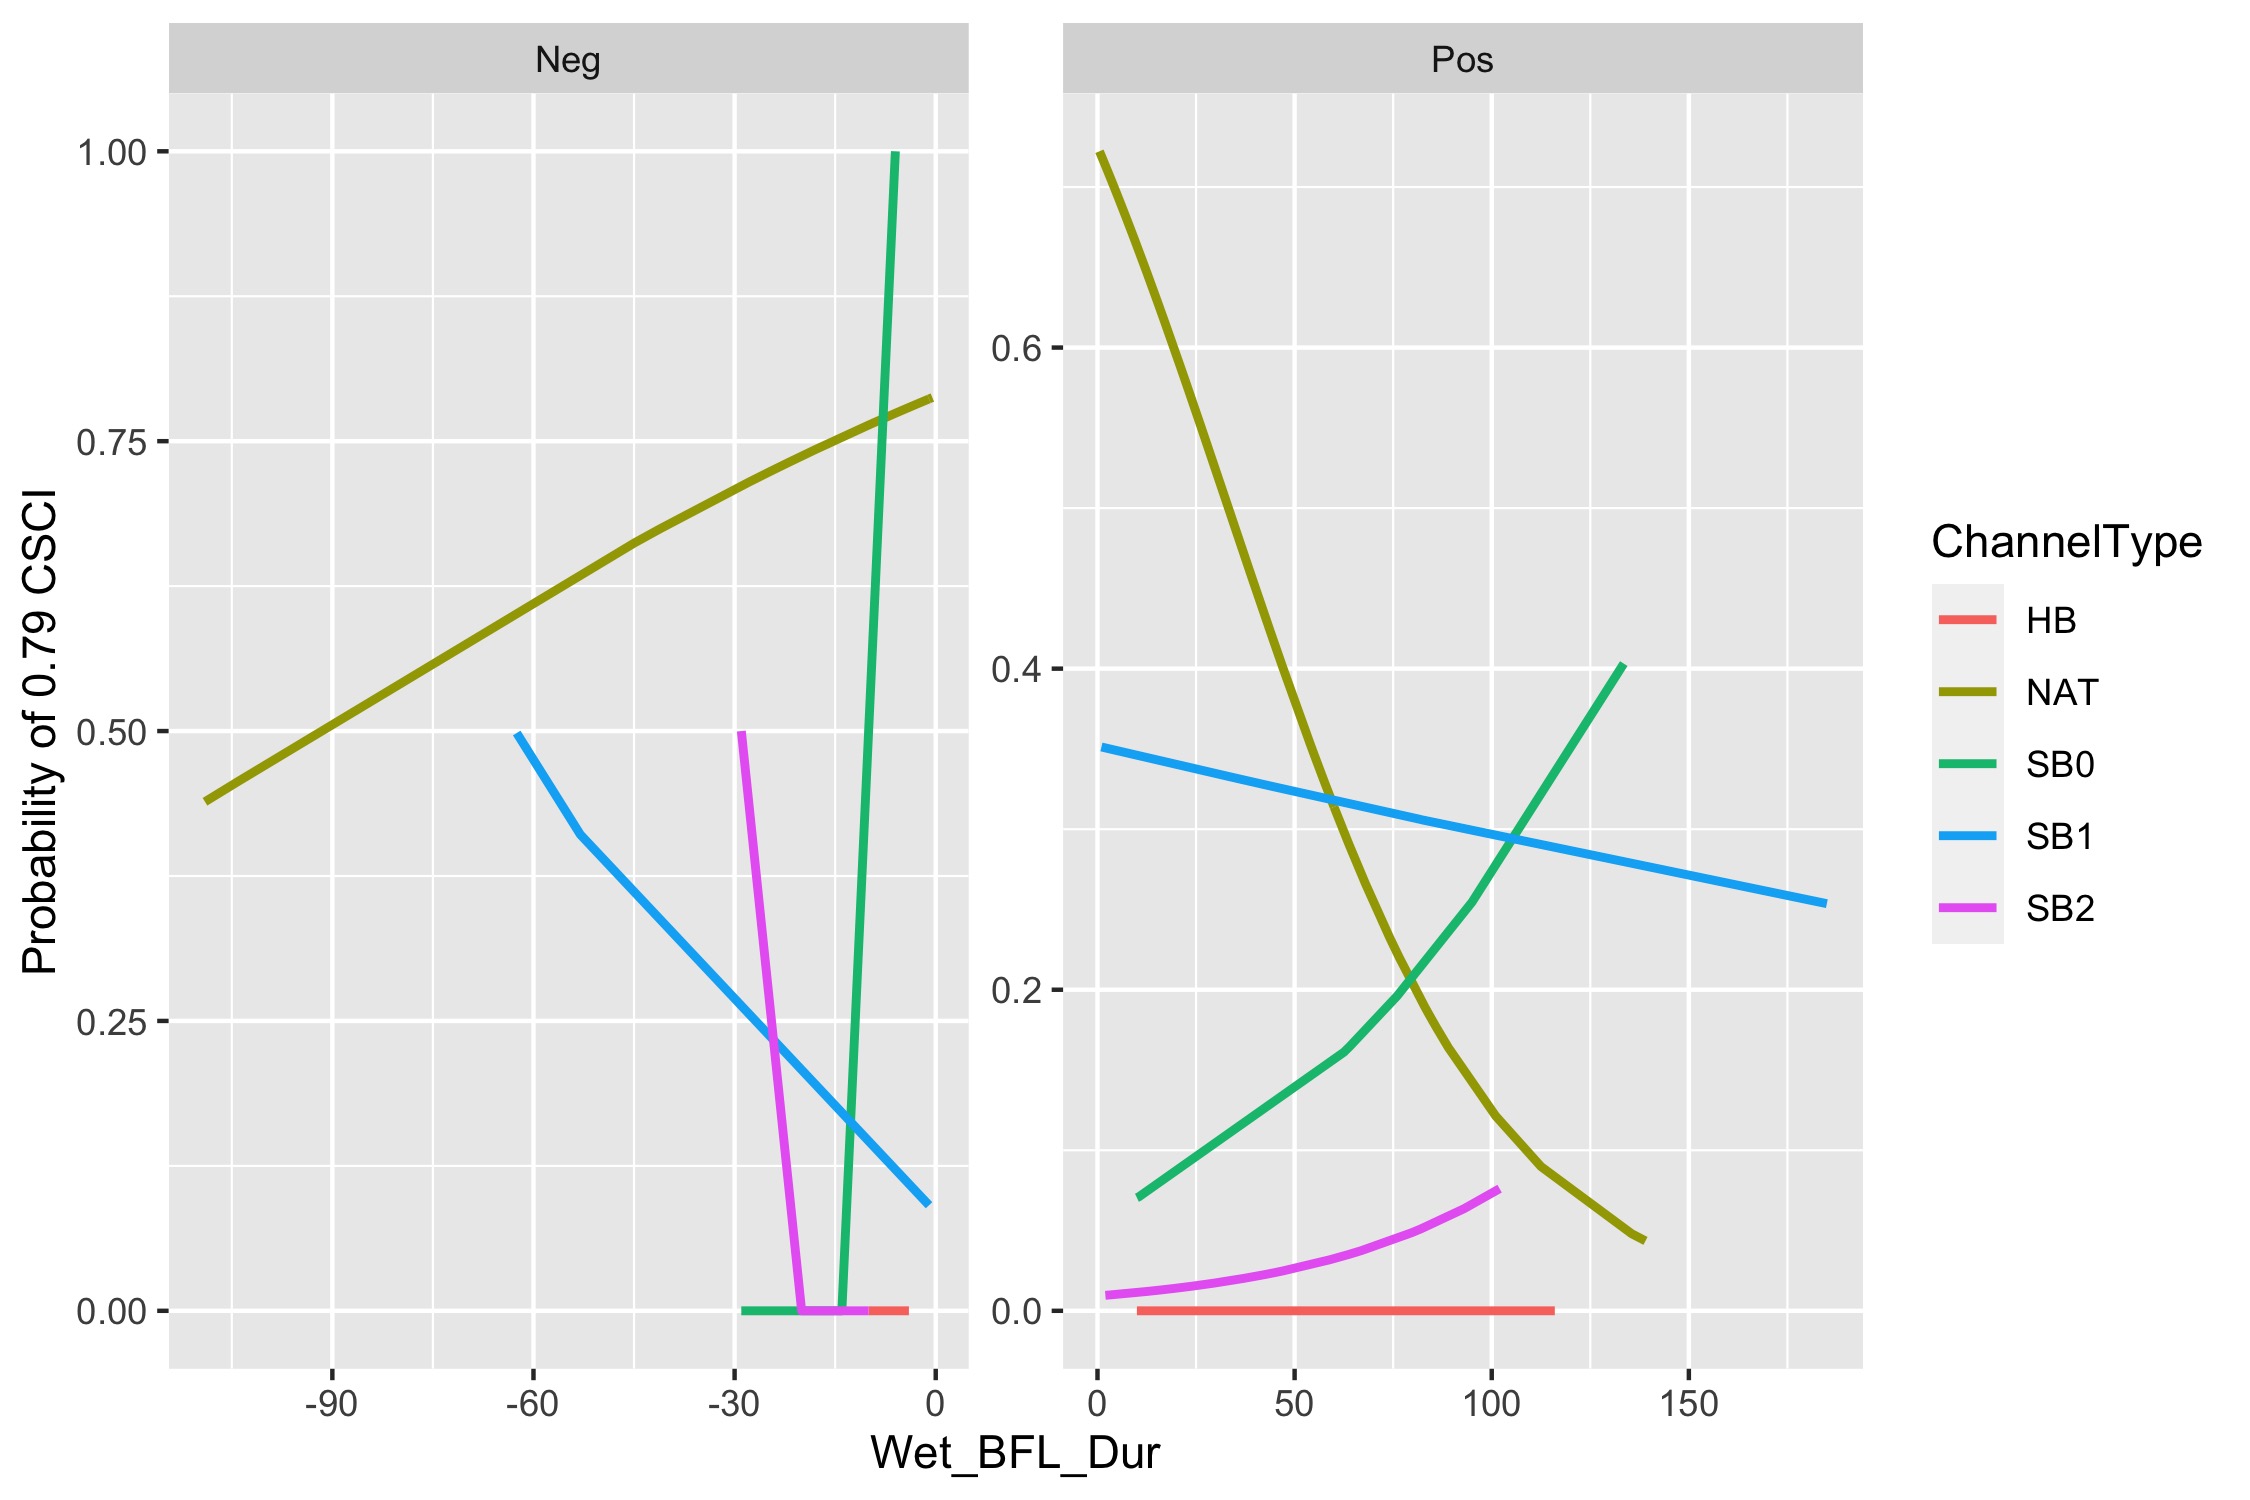 Neg
Pos
Probability of 0.79 CSCI
1.00
0.75
0.50
0.25
0.00
0.6
0.4
0.2
0.0
-90 -60 -30 0
0 50 100 150
Wet_BFL_Dur
ChannelType
HB
NAT
SB0
SB1
SB2